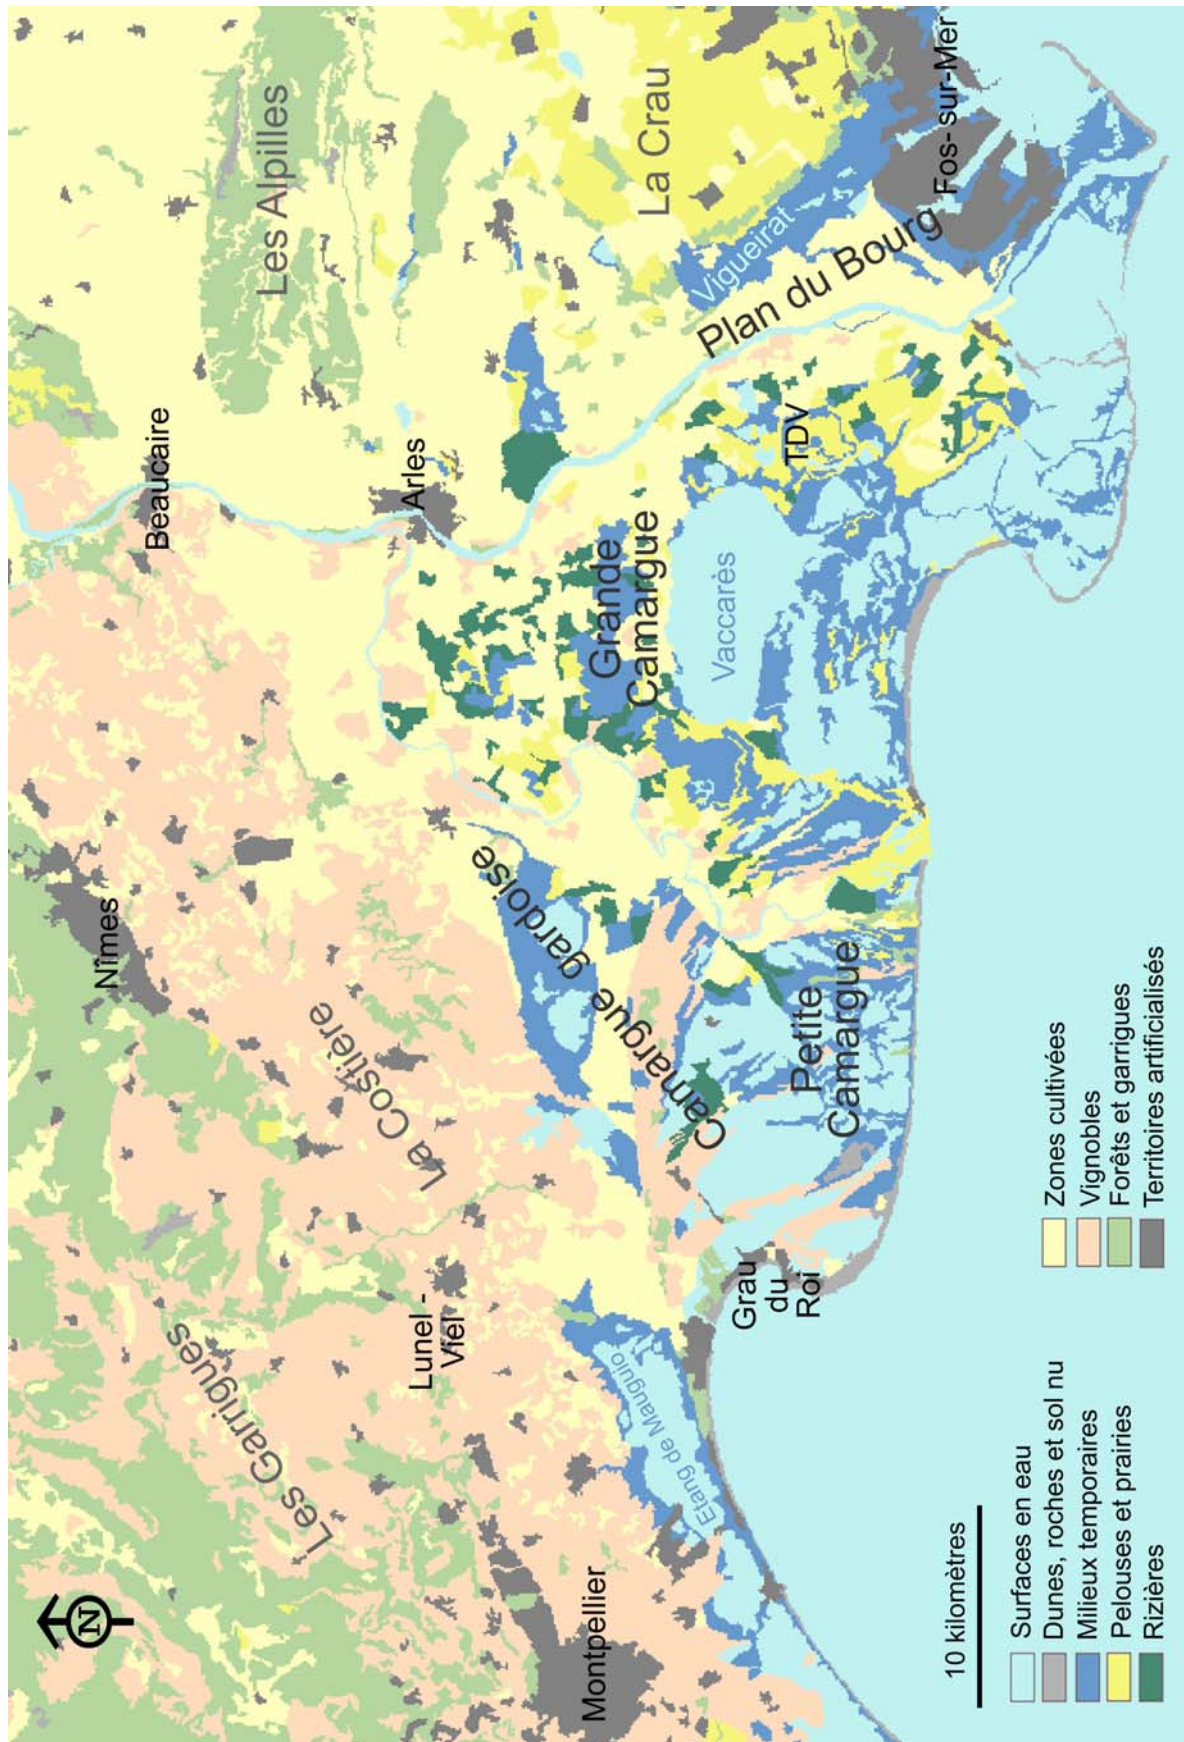 N
Les Garrigues
Nîmes
Beaucaire
Les Alpilles
La Costière
Lunel -
Viel
Arles
Montpellier
Camargue gardoise
Grande
Camargue
La Crau
Etang de Mauguio
Vaccarès
Vigueirat
Plan du Bourg
TDV
Grau
du
Roi
Petite
Camargue
Fos- sur-Mer
10 kilomètres
Surfaces en eau
Dunes, roches et sol nu
Milieux temporaires
Pelouses et prairies
Rizières
Zones cultivées
Vignobles
Forêts et garrigues
Territoires artificialisés